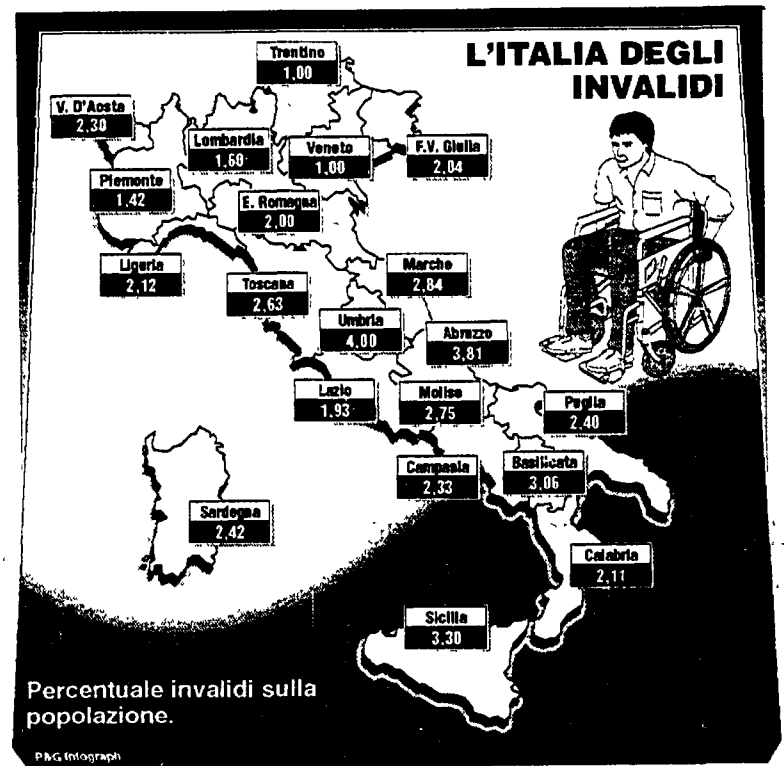 L'ITALIA DEGLI
INVALIDI
Trentino
1,00
V. D'Aosta
2,30
Lombardia
1,60
Veneto
1,00
F.V. Giulia
2,04
Piemonte
1,42
E. Romagna
2,00
Liguria
2,12
Toscana
2,63
Marche
2,84
Umbria
4,00
Abruzzo
3,81
Lazio
1,93
Molise
2,75
Puglia
2,40
Campania
2,33
Basilicata
3,06
Sardegna
2,42
Calabria
2,11
Sicilia
3,30
Percentuale invalidi sulla
popolazione.
P&G Infograph